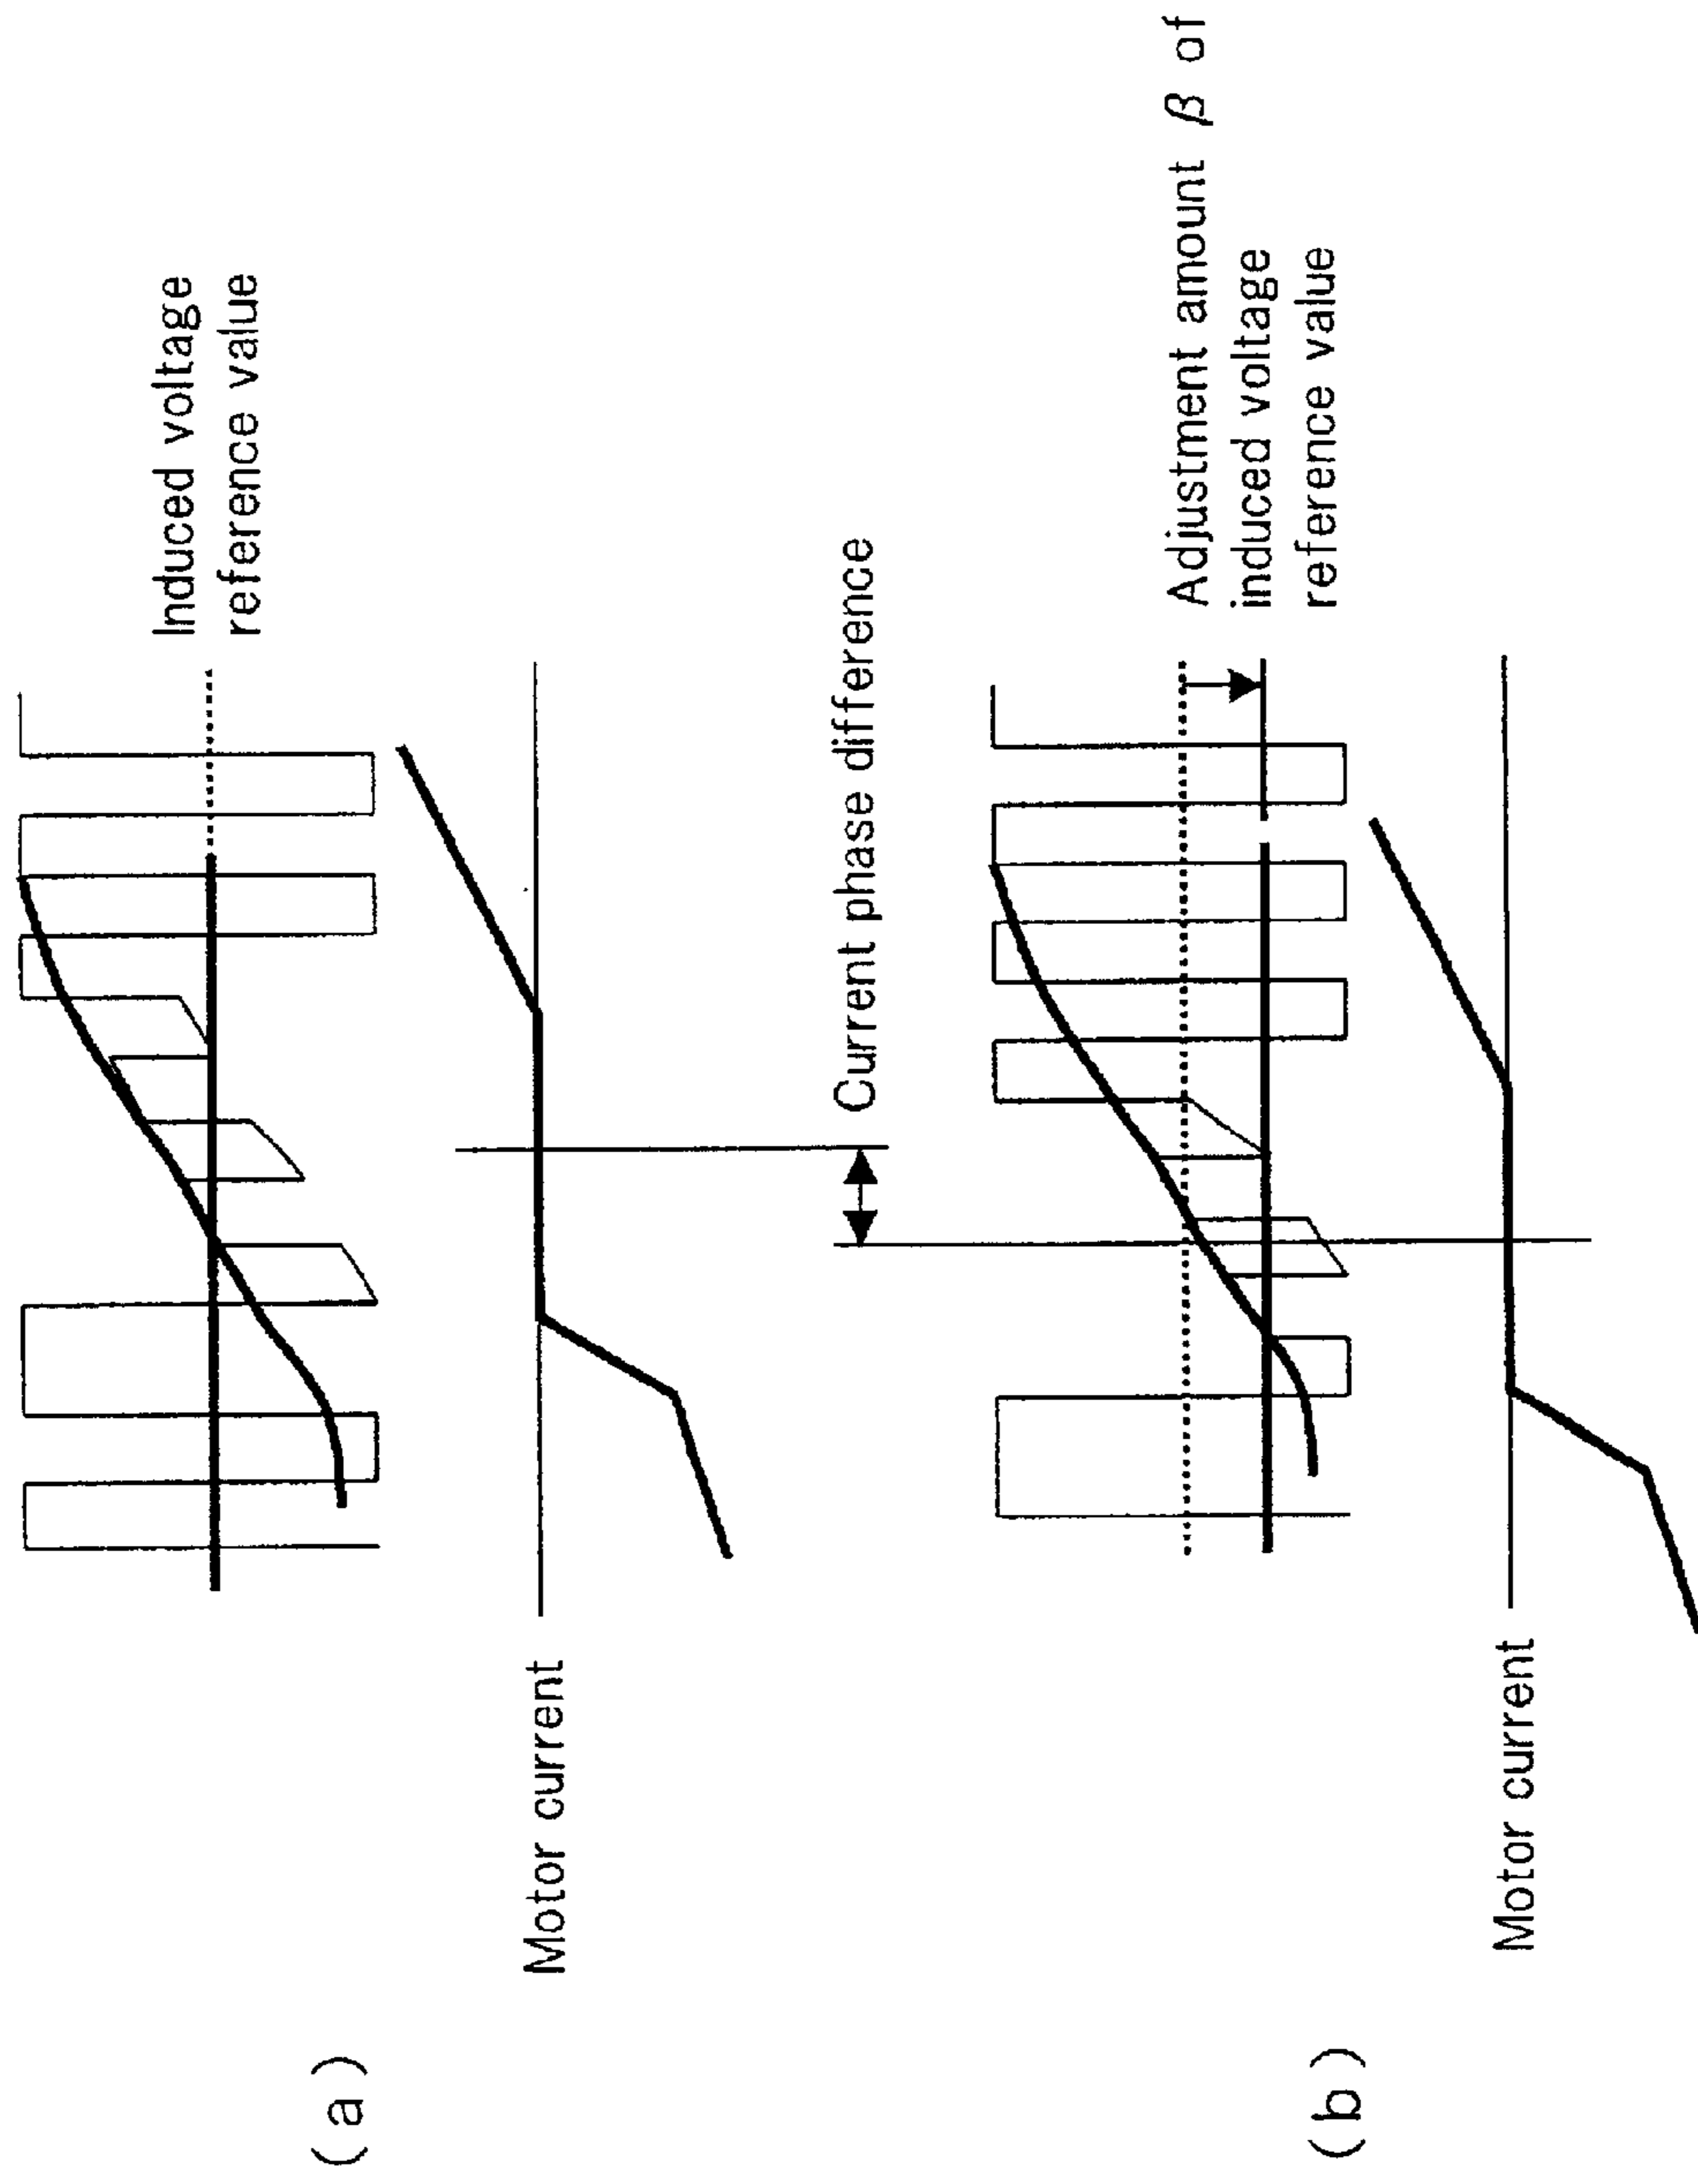 (a)
Induced voltage
reference value
Motor current
Current phase difference
(b)
Adjustment amount β of
induced voltage
reference value
Motor current